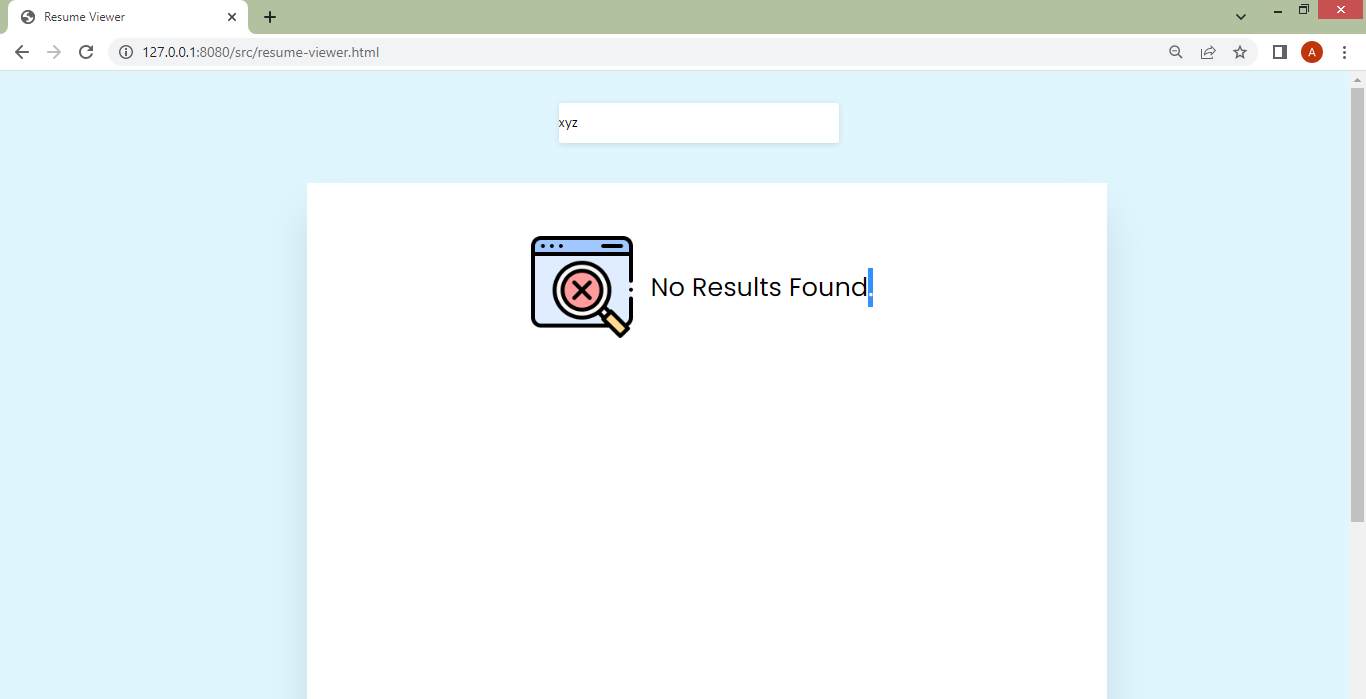 Resume Viewer
127.0.0.1:8080/src/resume-viewer.html
A
xyz
No Results Found.